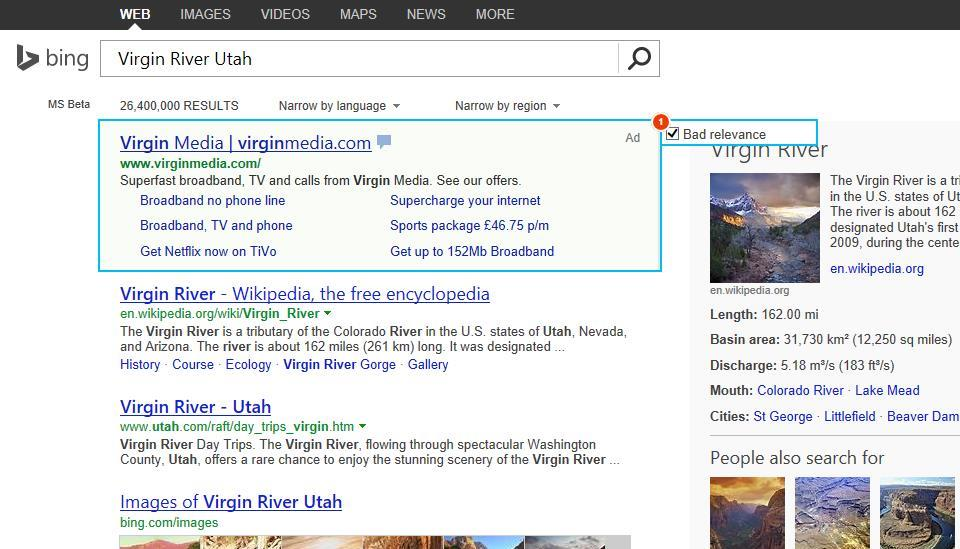 WEB IMAGES VIDEOS MAPS NEWS MORE
bing Virgin River Utah
MS Beta 26,400,000 RESULTS Narrow by language Narrow by region
Virgin Media | virginmedia.com Ad
www.virginmedia.com/
Superfast broadband, TV and calls from Virgin Media. See our offers.
Broadband no phone line Supercharge your internet
Broadband, TV and phone Sports package £46.75 p/m
Get Netflix now on TiVo Get up to 152Mb Broadband
1 Bad relevance
Virgin River - Wikipedia, the free encyclopedia
en.wikipedia.org/wiki/Virgin_River
The Virgin River is a tributary of the Colorado River in the U.S. states of Utah, Nevada,
and Arizona. The river is about 162 miles (261 km) long. It was designated ...
History · Course · Ecology · Virgin River Gorge · Gallery
Virgin River - Utah
www.utah.com/raft/day_trips_virgin.htm
Virgin River Day Trips. The Virgin River, flowing through spectacular Washington
County, Utah, offers a rare chance to enjoy the stunning scenery of the Virgin River ...
Images of Virgin River Utah
bing.com/images
Virgin River
The Virgin River is a tri
in the U.S. states of Ut
The river is about 162
designated Utah's first
2009, during the cente
en.wikipedia.org
en.wikipedia.org
Length: 162.00 mi
Basin area: 31,730 km² (12,250 sq miles)
Discharge: 5.18 m³/s (183 ft³/s)
Mouth: Colorado River · Lake Mead
Cities: St George · Littlefield · Beaver Dam
People also search for